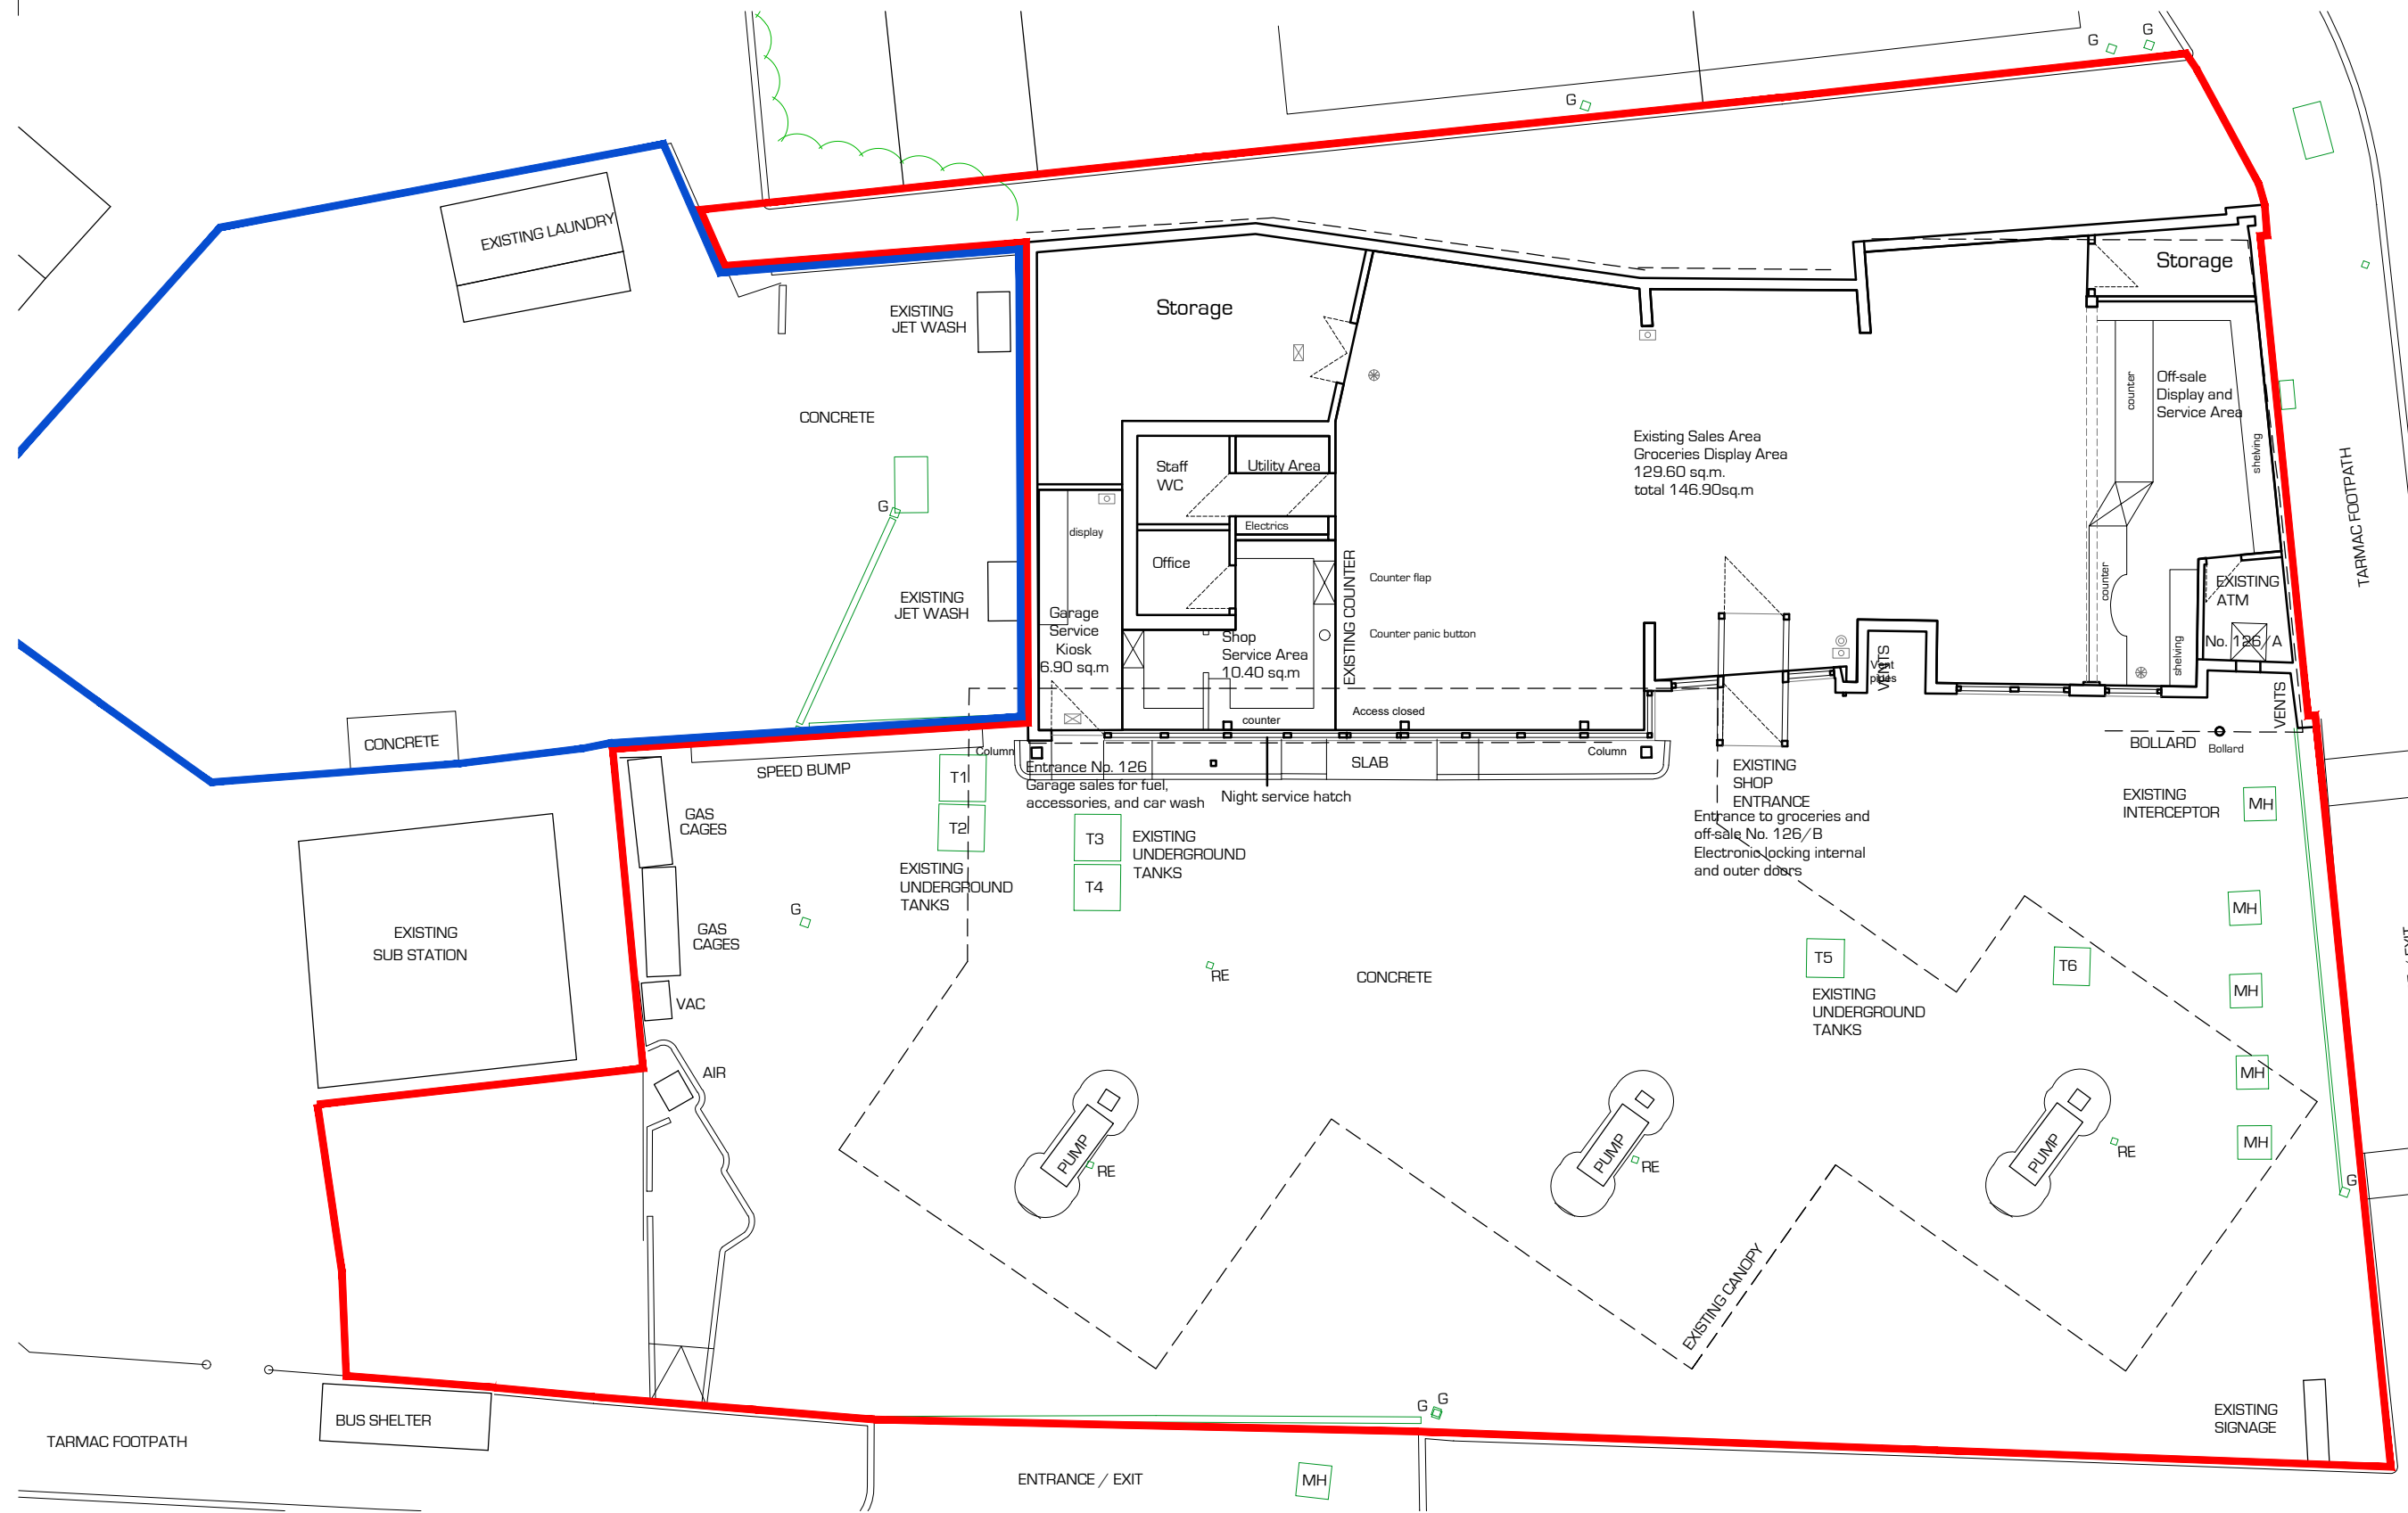 G
G
G
EXISTING LAUNDRY
Storage
Storage
EXISTING
JET WASH
counter
Off-sale
Display and
Service Area
CONCRETE
shelving
Existing Sales Area
Groceries Display Area
129.60 sq.m.
total 146.90sq.m
TARMAC FOOTPATH
Staff
WC
Utility Area
G
display
Electrics
EXISTING COUNTER
Office
Counter flap
counter
EXISTING
ATM
EXISTING
JET WASH
Garage
Service
Kiosk
6.90 sq.m
Shop
Service Area
10.40 sq.m
Counter panic button
No. 126/A
shelving
VENTS
Vent
pipes
VENTS
counter
Access closed
CONCRETE
SPEED BUMP
Column
Column
SLAB
BOLLARD
Bollard
T1
T2
Entrance No. 126
Garage sales for fuel,
accessories, and car wash
Night service hatch
EXISTING
SHOP
ENTRANCE
Entrance to groceries and
off-sale No. 126/B
Electronic locking internal
and outer doors
EXISTING
INTERCEPTOR
MH
GAS
CAGES
T3
T4
EXISTING
UNDERGROUND
TANKS
EXISTING
UNDERGROUND
TANKS
G
MH
EXISTING
SUB STATION
GAS
CAGES
RE
CONCRETE
T5
T6
EXISTING
UNDERGROUND
TANKS
MH
VAC
AIR
MH
PUMP
RE
PUMP
RE
PUMP
RE
MH
G
EXISTING CANOPY
G
G
BUS SHELTER
TARMAC FOOTPATH
EXISTING
SIGNAGE
ENTRANCE / EXIT
MH